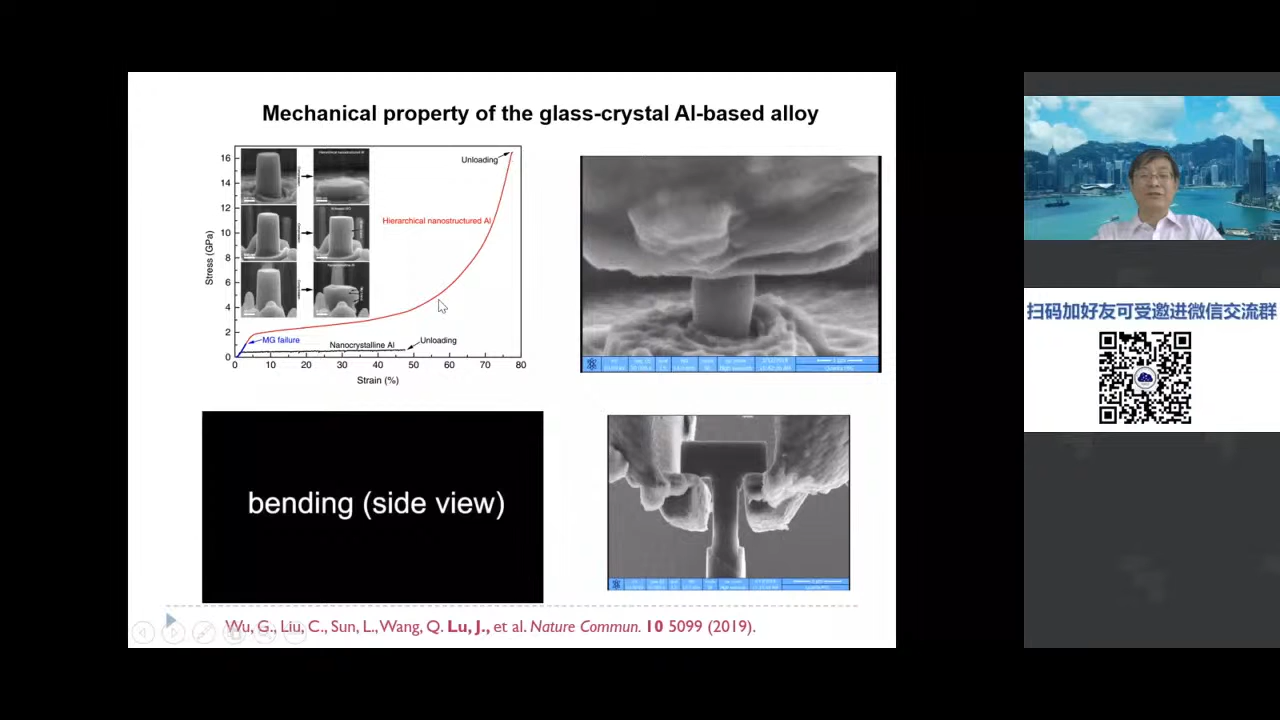 Mechanical property of the glass-crystal Al-based alloy
Stress (GPa)
16
14
12
10
8
6
4
2
0
Unloading
Hierarchical nanostructured Al
MG failure
Nanocrystalline Al
Unloading
0 10 20 30 40 50 60 70 80
Strain (%)
bending (side view)
Wu, G., Liu, C., Sun, L., Wang, Q. Lu, J., et al. Nature Commun. 10 5099 (2019).
扫码加好友可受邀进微信交流群